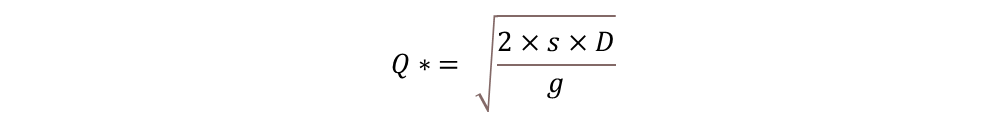 Q * = √(2 × s × D / g)